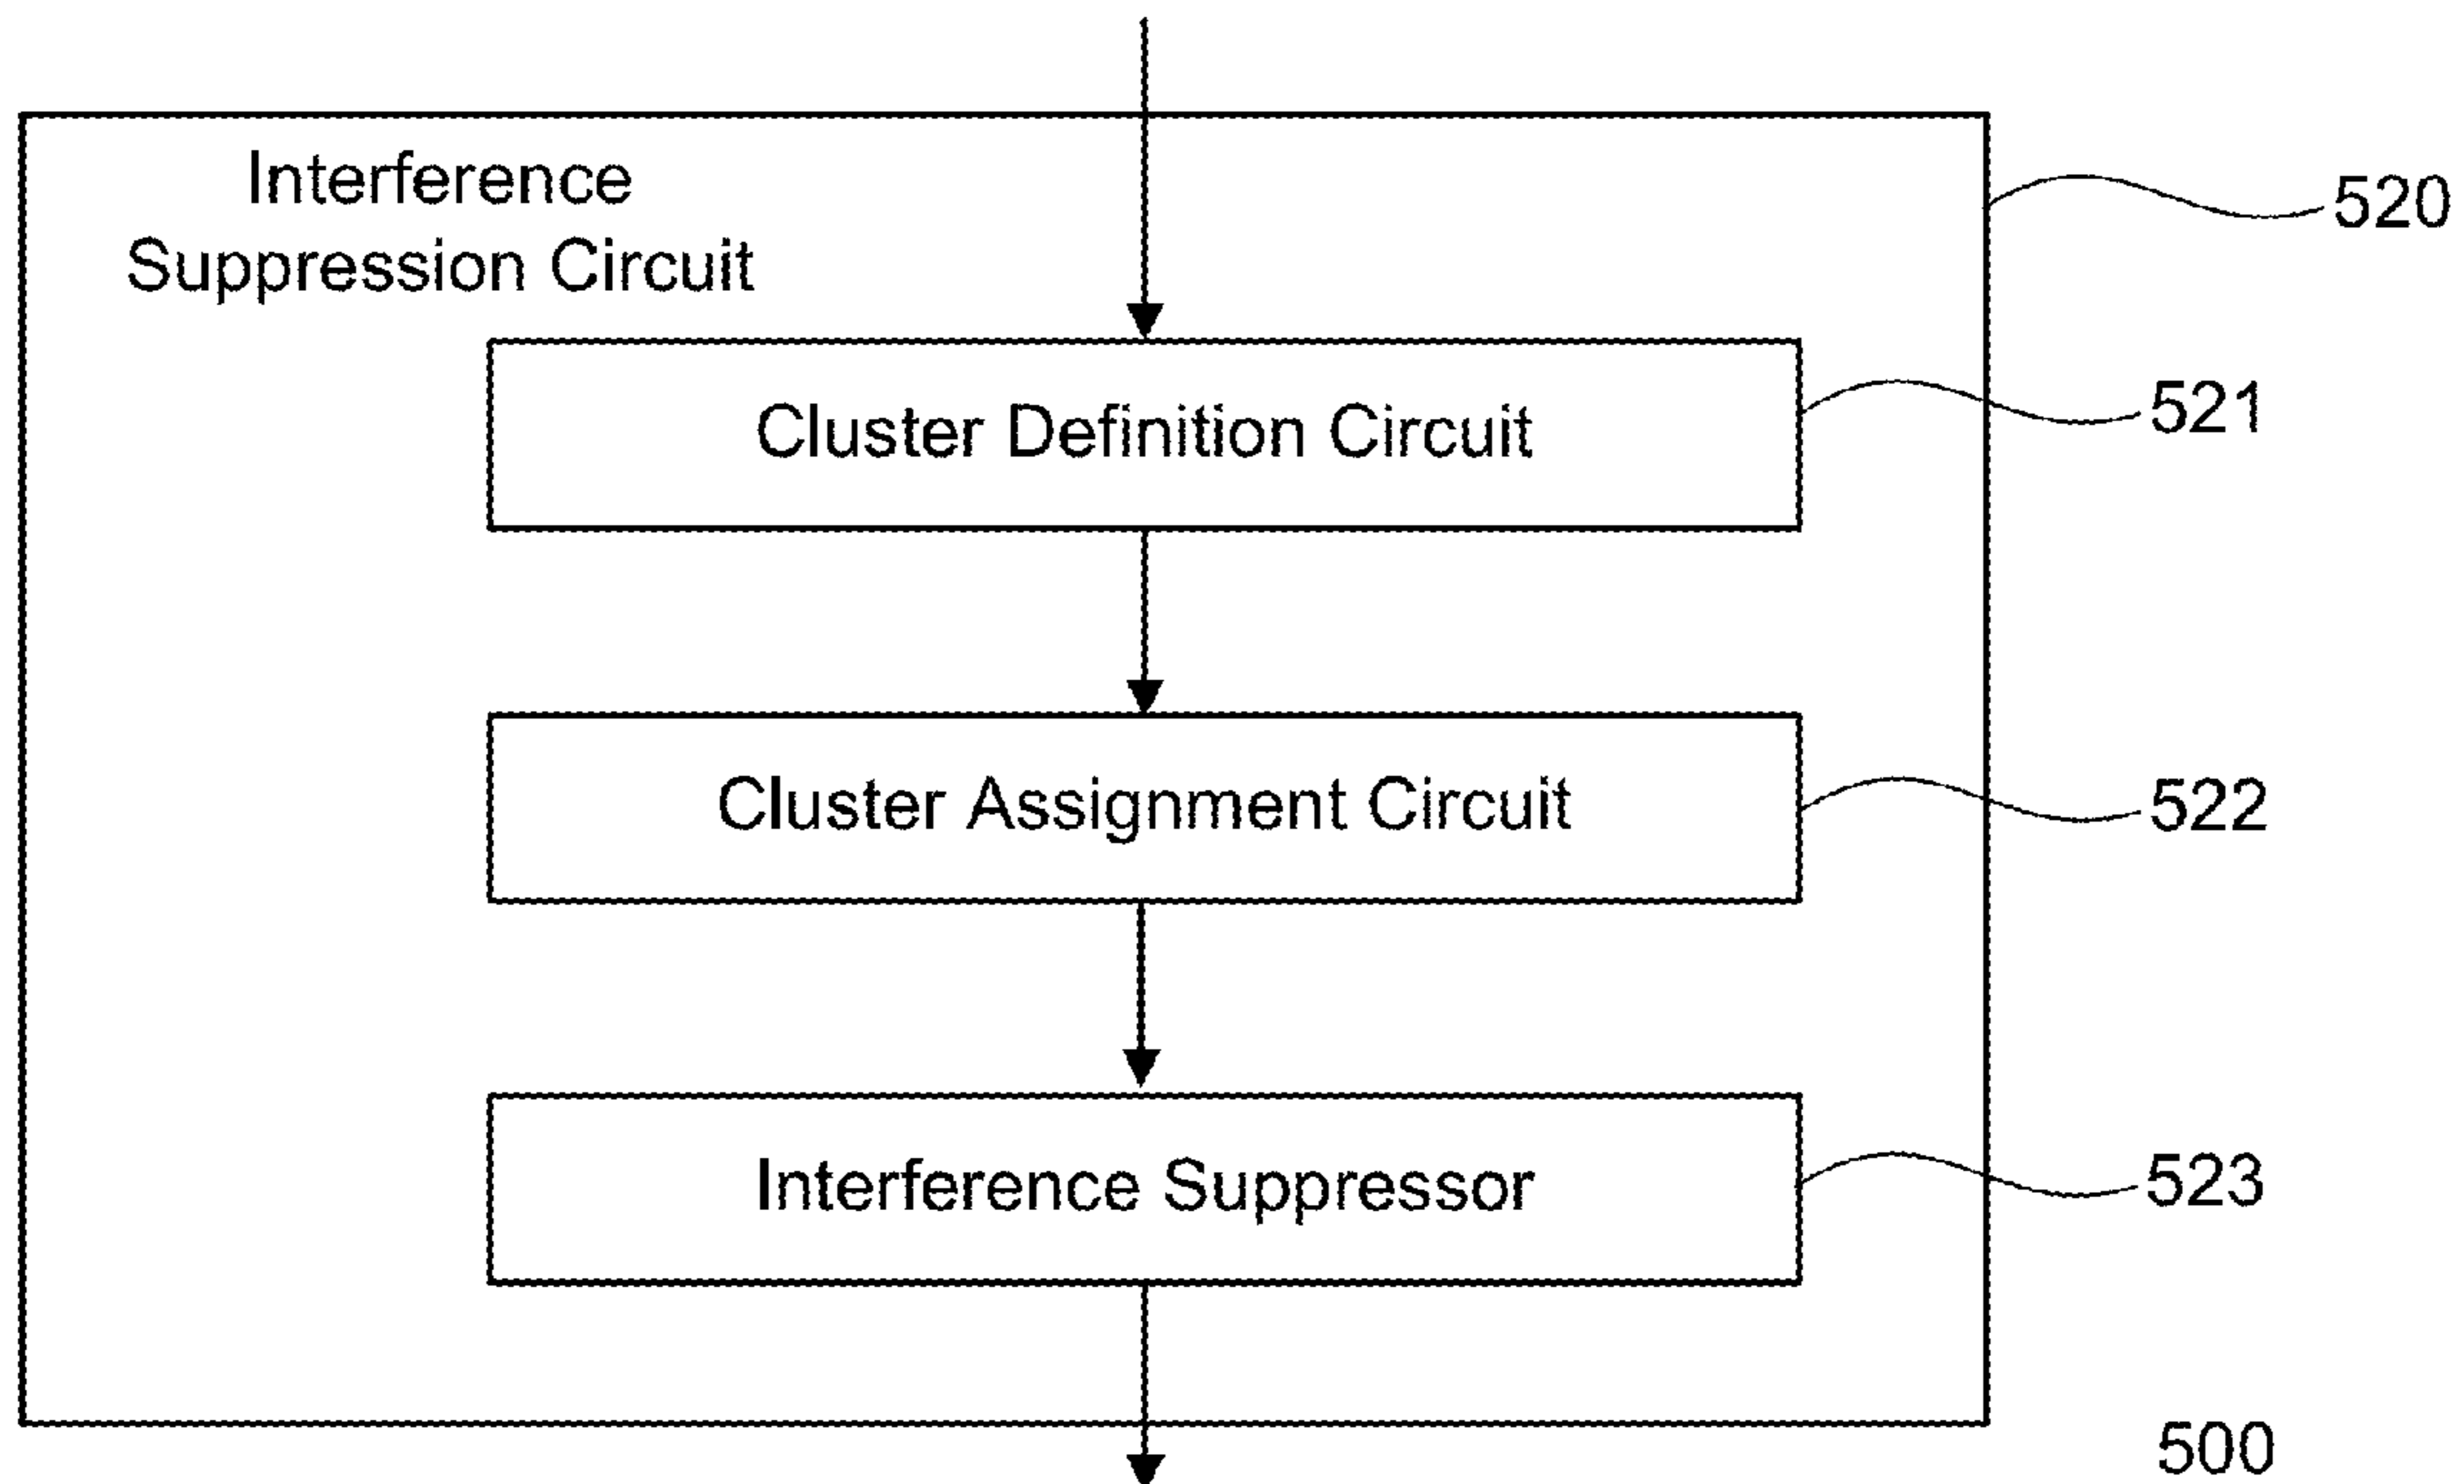 Interference
Suppression Circuit
520
Cluster Definition Circuit
521
Cluster Assignment Circuit
522
Interference Suppressor
523
500